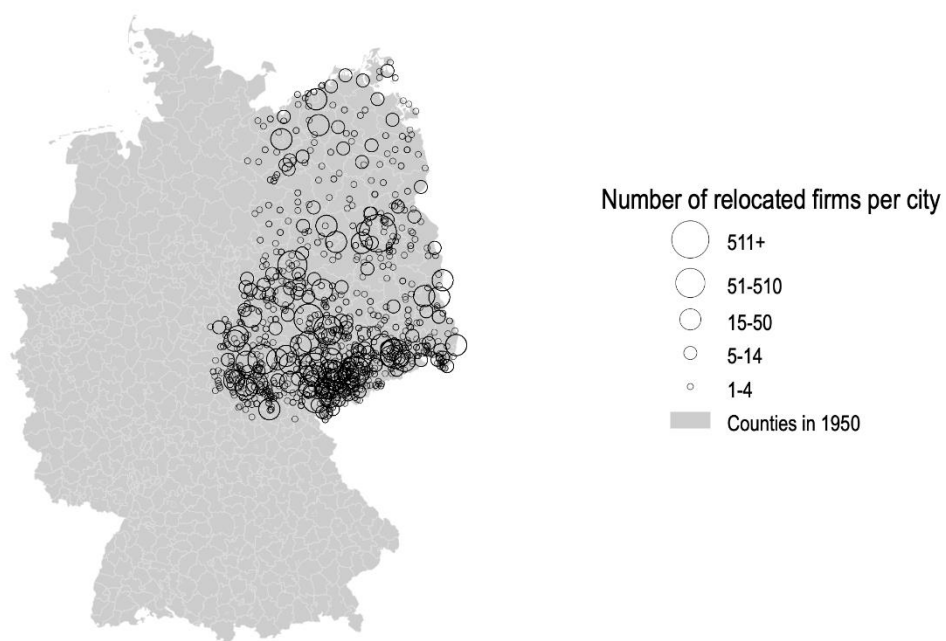 Number of relocated firms per city
511+
51-510
15-50
5-14
1-4
Counties in 1950